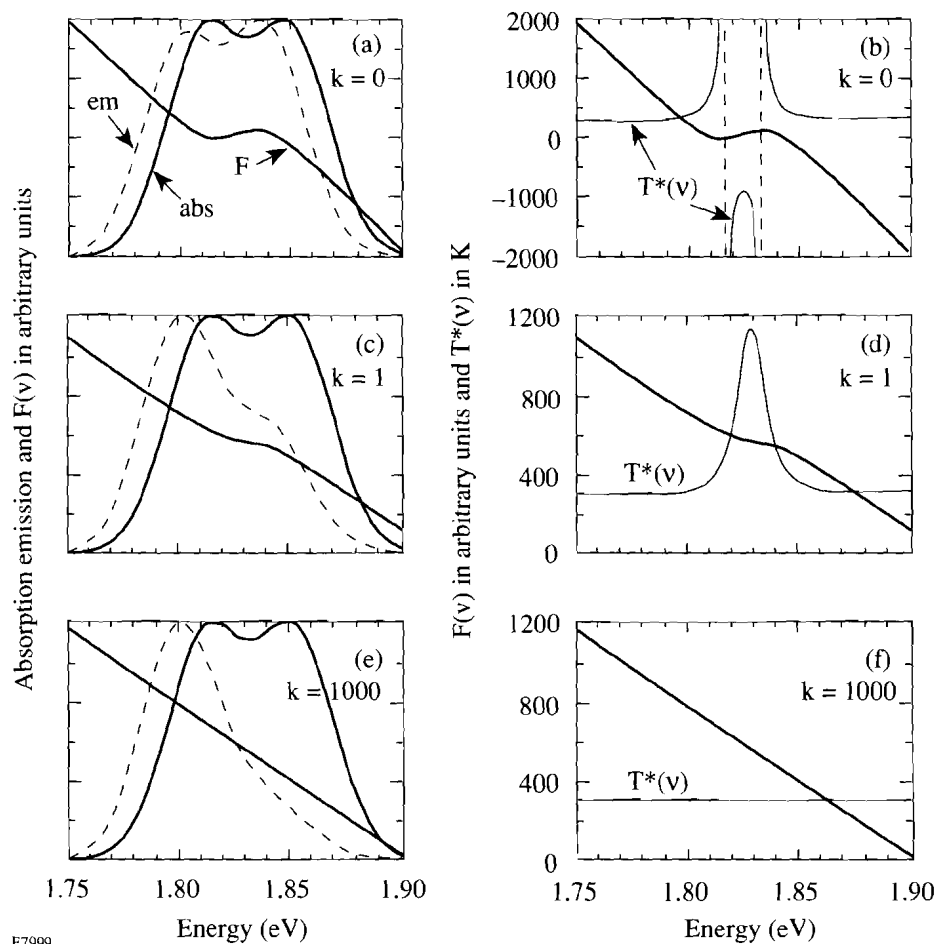 Absorption emission and F(ν) in arbitrary units
(a)
k = 0
em
F
abs
(c)
k = 1
(e)
k = 1000
1.75
1.80
1.85
1.90
Energy (eV)
F(ν) in arbitrary units and T*(ν) in K
2000
1000
0
−1000
−2000
(b)
k = 0
T*(ν)
1200
800
400
0
(d)
k = 1
T*(ν)
1200
800
400
0
(f)
k = 1000
T*(ν)
1.75
1.80
1.85
1.90
Energy (eV)
E7999